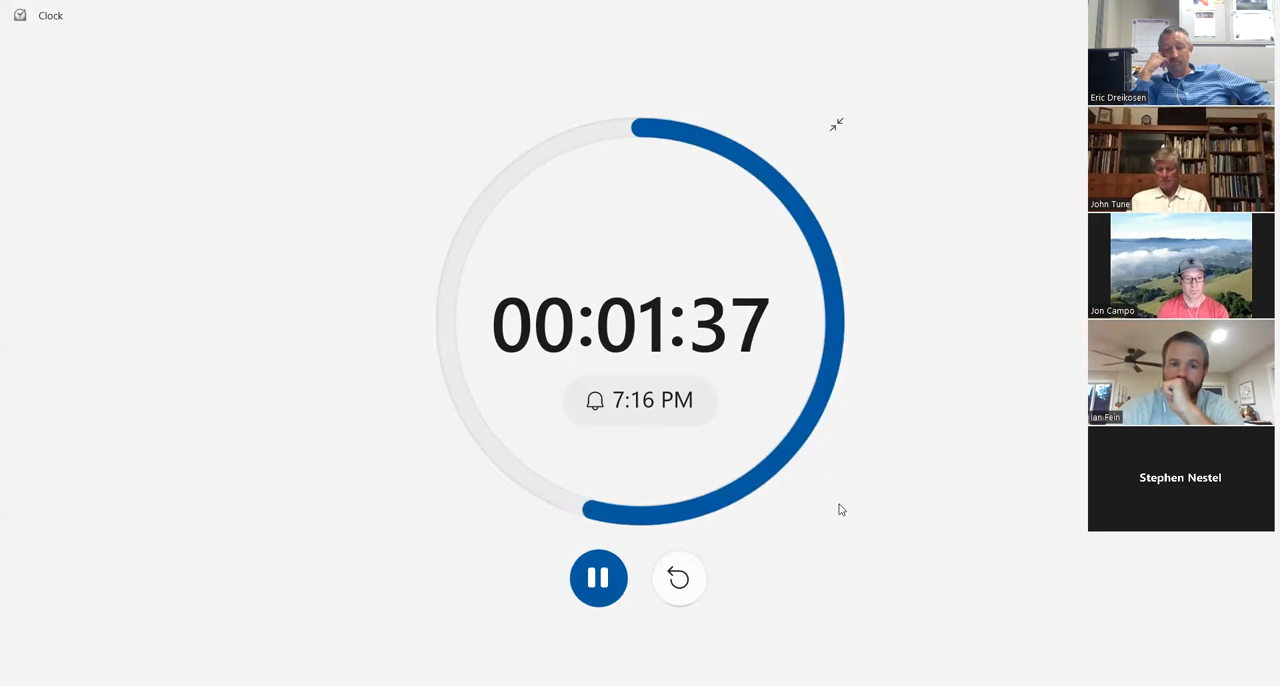 Clock
00:01:37
7:16 PM
Eric Dreikosen
John Tune
Jon Campo
Ian Fein
Stephen Nestel